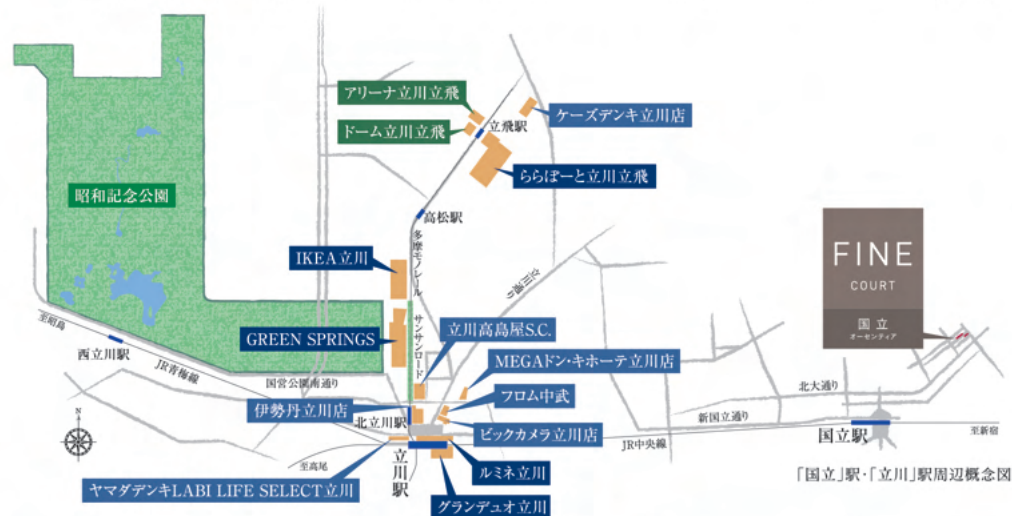 アリーナ立川立飛
ドーム立川立飛
立飛駅
ケーズデンキ立川店
ららぽーと立川立飛
昭和記念公園
高松駅
多摩モノレール
立川通り
IKEA立川
サンサンロード
GREEN SPRINGS
FINE
COURT
国立
オーセンティア
至昭島
西立川駅
JR青梅線
国営公園南通り
立川高島屋S.C.
MEGAドン・キホーテ立川店
フロム中武
伊勢丹立川店
北立川駅
ビックカメラ立川店
北大通り
新国立通り
国立駅
至新宿
JR中央線
N
至高尾
立川駅
ルミネ立川
ヤマダデンキLABI LIFE SELECT立川
グランデュオ立川
「国立」駅・「立川」駅周辺概念図